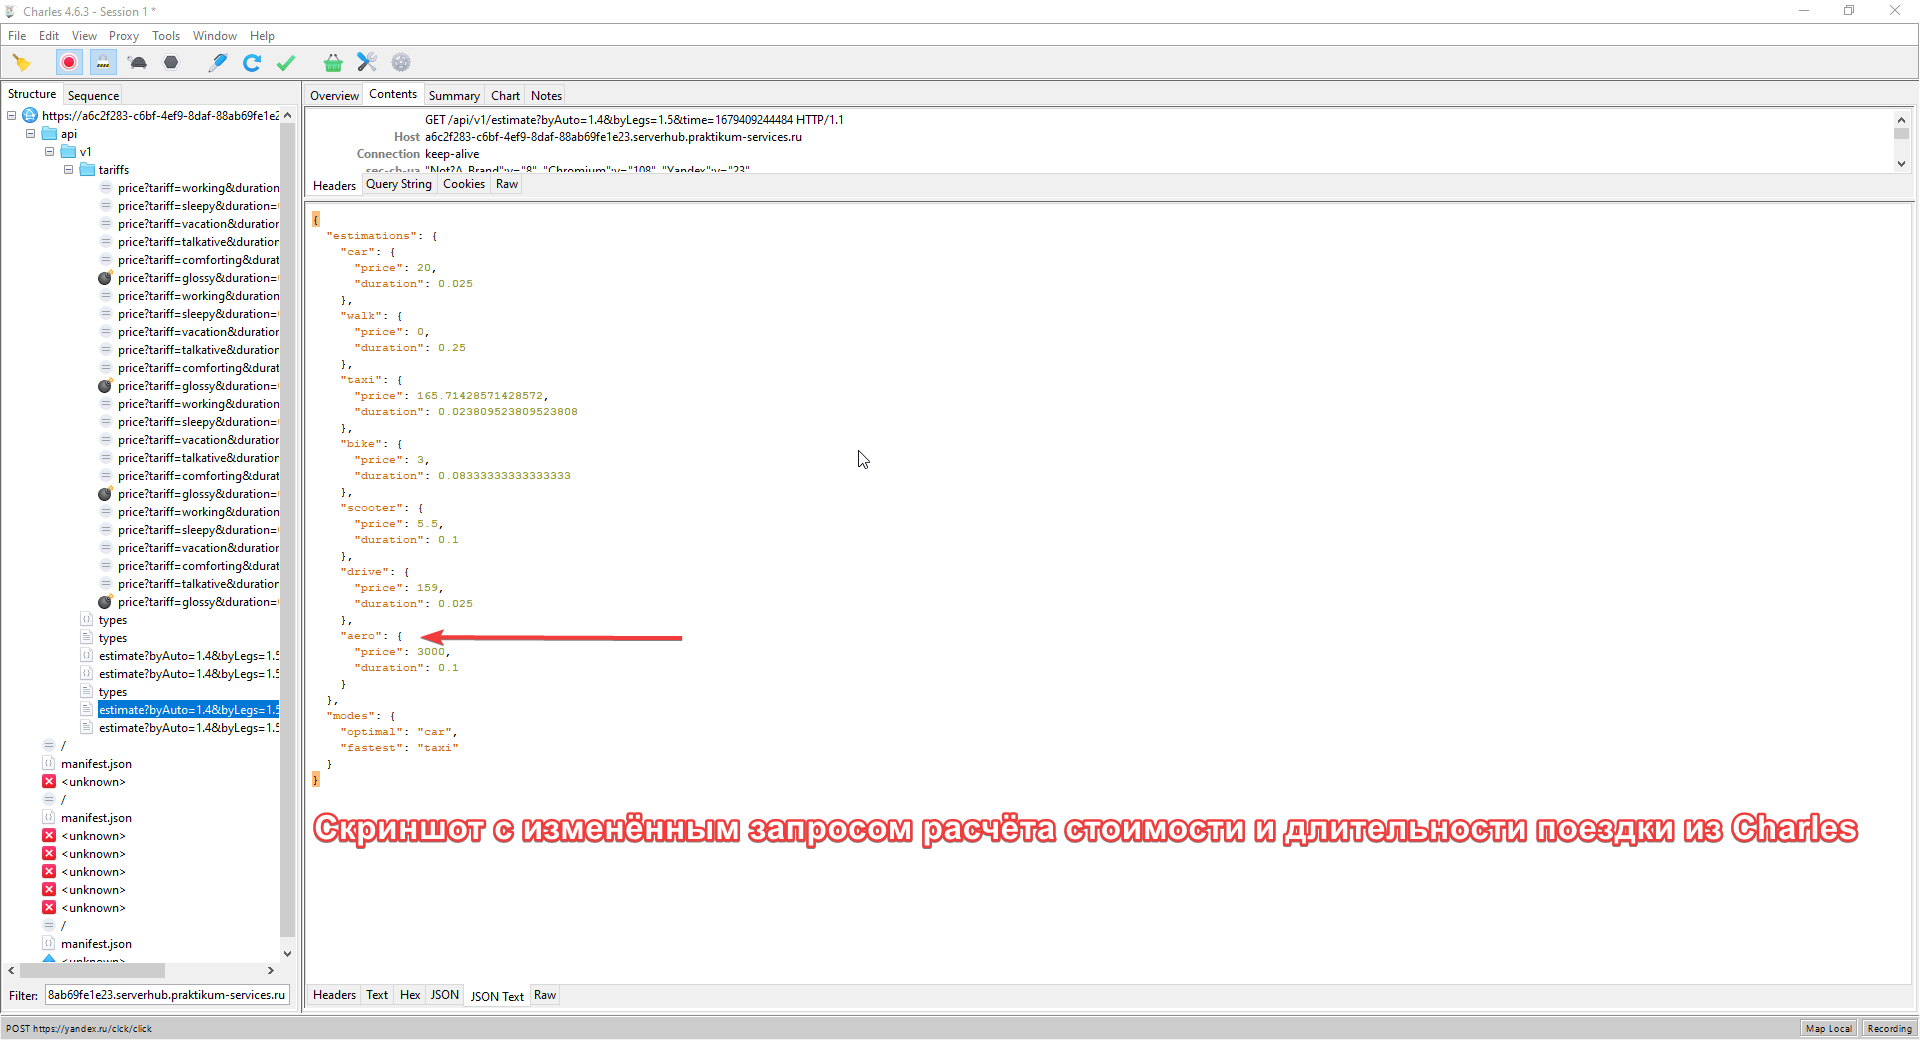 Charles 4.6.3 - Session 1 *
File Edit View Proxy Tools Window Help
Structure Sequence
https://a6c2f283-c6bf-4ef9-8daf-88ab69fe1e2
api
v1
tariffs
price?tariff=working&duration
price?tariff=sleepy&duration=
price?tariff=vacation&duration
price?tariff=talkative&duration
price?tariff=comforting&durat
price?tariff=glossy&duration=
price?tariff=working&duration
price?tariff=sleepy&duration=
price?tariff=vacation&duration
price?tariff=talkative&duration
price?tariff=comforting&durat
price?tariff=glossy&duration=
price?tariff=working&duration
price?tariff=sleepy&duration=
price?tariff=vacation&duration
price?tariff=talkative&duration
price?tariff=comforting&durat
price?tariff=glossy&duration=
price?tariff=working&duration
price?tariff=sleepy&duration=
price?tariff=vacation&duration
price?tariff=comforting&durat
price?tariff=talkative&duration
price?tariff=glossy&duration=
types
types
estimate?byAuto=1.4&byLegs=1.5
estimate?byAuto=1.4&byLegs=1.5
types
estimate?byAuto=1.4&byLegs=1.5
estimate?byAuto=1.4&byLegs=1.5
/
manifest.json
<unknown>
/
manifest.json
<unknown>
<unknown>
<unknown>
<unknown>
<unknown>
/
manifest.json
<unknown>
Filter: 8ab69fe1e23.serverhub.praktikum-services.ru
Overview Contents Summary Chart Notes
GET /api/v1/estimate?byAuto=1.4&byLegs=1.5&time=1679409244484 HTTP/1.1
Host a6c2f283-c6bf-4ef9-8daf-88ab69fe1e23.serverhub.praktikum-services.ru
Connection keep-alive
sec-ch-ua "Not?A_Brand";v="8", "Chromium";v="108", "Yandex";v="23"
Headers Query String Cookies Raw
{
"estimations": {
"car": {
"price": 20,
"duration": 0.025
},
"walk": {
"price": 0,
"duration": 0.25
},
"taxi": {
"price": 165.71428571428572,
"duration": 0.023809523809523808
},
"bike": {
"price": 3,
"duration": 0.08333333333333333
},
"scooter": {
"price": 5.5,
"duration": 0.1
},
"drive": {
"price": 159,
"duration": 0.025
},
"aero": {
"price": 3000,
"duration": 0.1
}
},
"modes": {
"optimal": "car",
"fastest": "taxi"
}
}
Скриншот с изменённым запросом расчёта стоимости и длительности поездки из Charles
Headers Text Hex JSON JSON Text Raw
POST https://yandex.ru/clck/click
Map Local Recording